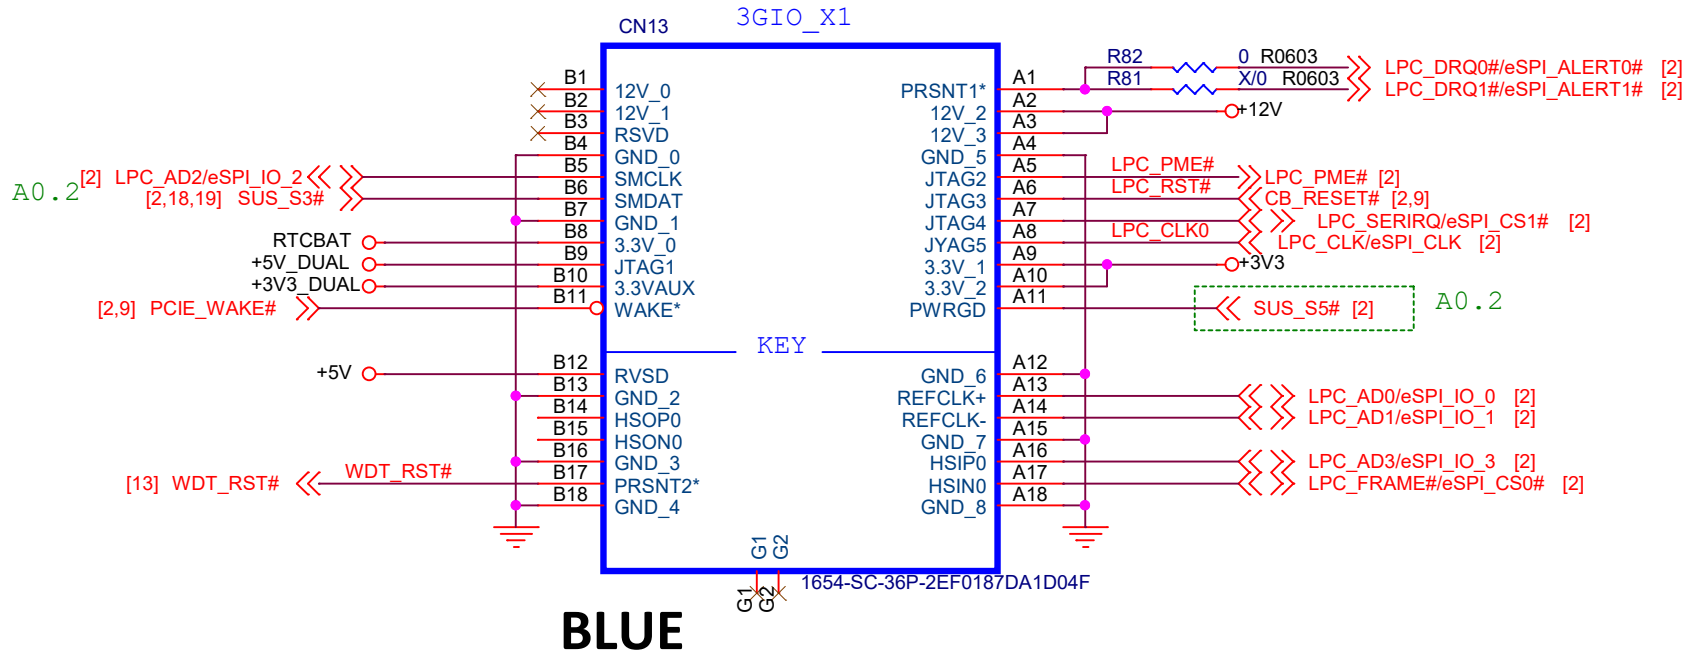 3GIO_X1
CN13
B1 12V_0
B2 12V_1
B3 RSVD
B4 GND_0
[2] LPC_AD2/eSPI_IO_2 B5 SMCLK
A0.2
[2,18,19] SUS_S3# B6 SMDAT
B7 GND_1
RTCBAT B8 3.3V_0
+5V_DUAL B9 JTAG1
+3V3_DUAL B10 3.3VAUX
[2,9] PCIE_WAKE# B11 WAKE*
KEY
+5V B12 RVSD
B13 GND_2
B14 HSOP0
B15 HSON0
B16 GND_3
[13] WDT_RST# WDT_RST# B17 PRSNT2*
B18 GND_4
R82 0 R0603 LPC_DRQ0#/eSPI_ALERT0# [2]
PRSNT1* A1 R81 X/0 R0603 LPC_DRQ1#/eSPI_ALERT1# [2]
12V_2 A2 +12V
12V_3 A3
GND_5 A4
JTAG2 A5 LPC_PME# LPC_PME# [2]
JTAG3 A6 LPC_RST# CB_RESET# [2,9]
JTAG4 A7 LPC_SERIRQ/eSPI_CS1# [2]
JYAG5 A8 LPC_CLK0 LPC_CLK/eSPI_CLK [2]
3.3V_1 A9 +3V3
3.3V_2 A10
PWRGD A11 SUS_S5# [2] A0.2
GND_6 A12
REFCLK+ A13 LPC_AD0/eSPI_IO_0 [2]
REFCLK- A14 LPC_AD1/eSPI_IO_1 [2]
GND_7 A15
HSIP0 A16 LPC_AD3/eSPI_IO_3 [2]
HSIN0 A17 LPC_FRAME#/eSPI_CS0# [2]
GND_8 A18
G1 G2
1654-SC-36P-2EF0187DA1D04F
G1 G2
BLUE